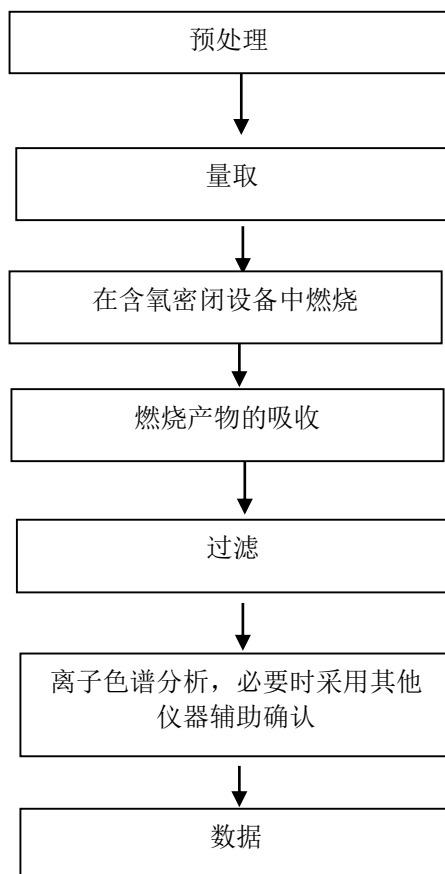 预处理
量取
在含氧密闭设备中燃烧
燃烧产物的吸收
过滤
离子色谱分析，必要时采用其他
仪器辅助确认
数据